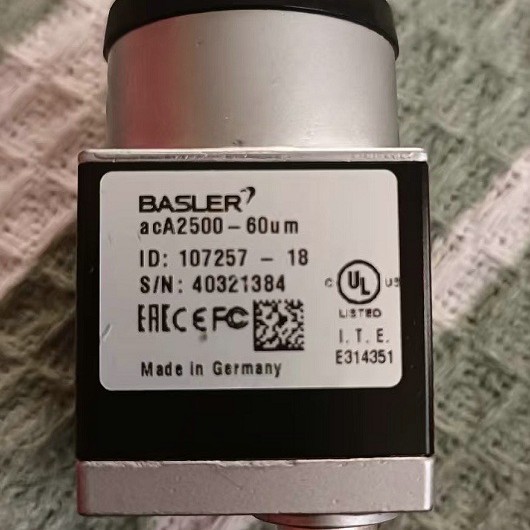 BASLER
acA2500-60um
ID: 107257 - 18
S/N: 40321384
EAC CE FC
Made in Germany
C UL US
LISTED
I. T. E.
E314351